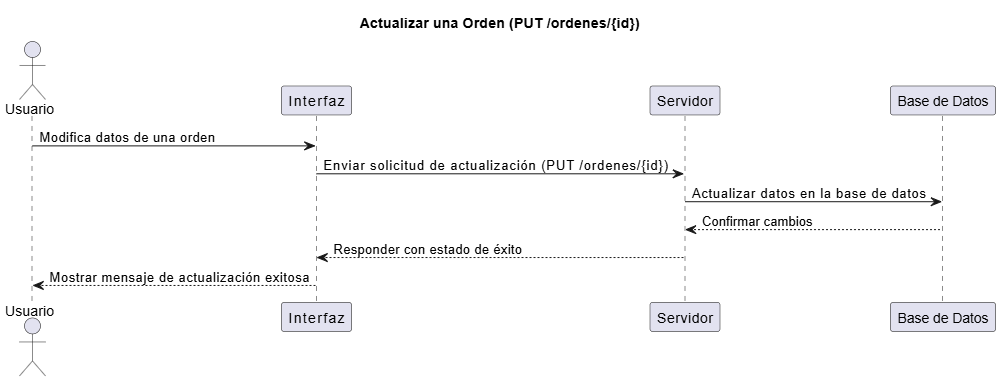 Actualizar una Orden (PUT /ordenes/{id})
Usuario
Interfaz
Servidor
Base de Datos
Modifica datos de una orden
Enviar solicitud de actualización (PUT /ordenes/{id})
Actualizar datos en la base de datos
Confirmar cambios
Responder con estado de éxito
Mostrar mensaje de actualización exitosa
Usuario
Interfaz
Servidor
Base de Datos